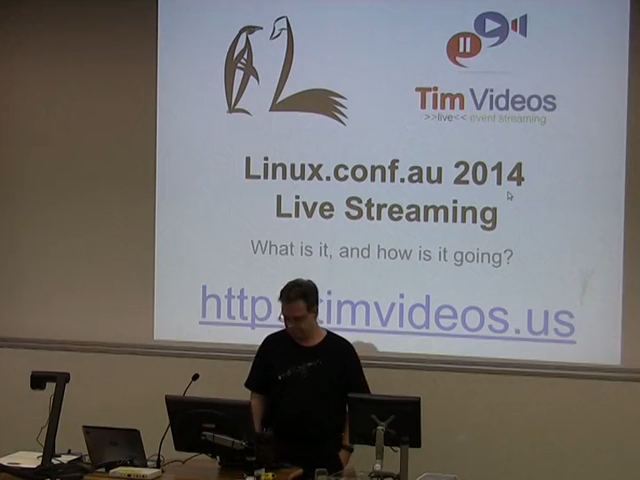 Tim Videos
>>live<< event streaming
Linux.conf.au 2014
Live Streaming
What is it, and how is it going?
http timvideos.us